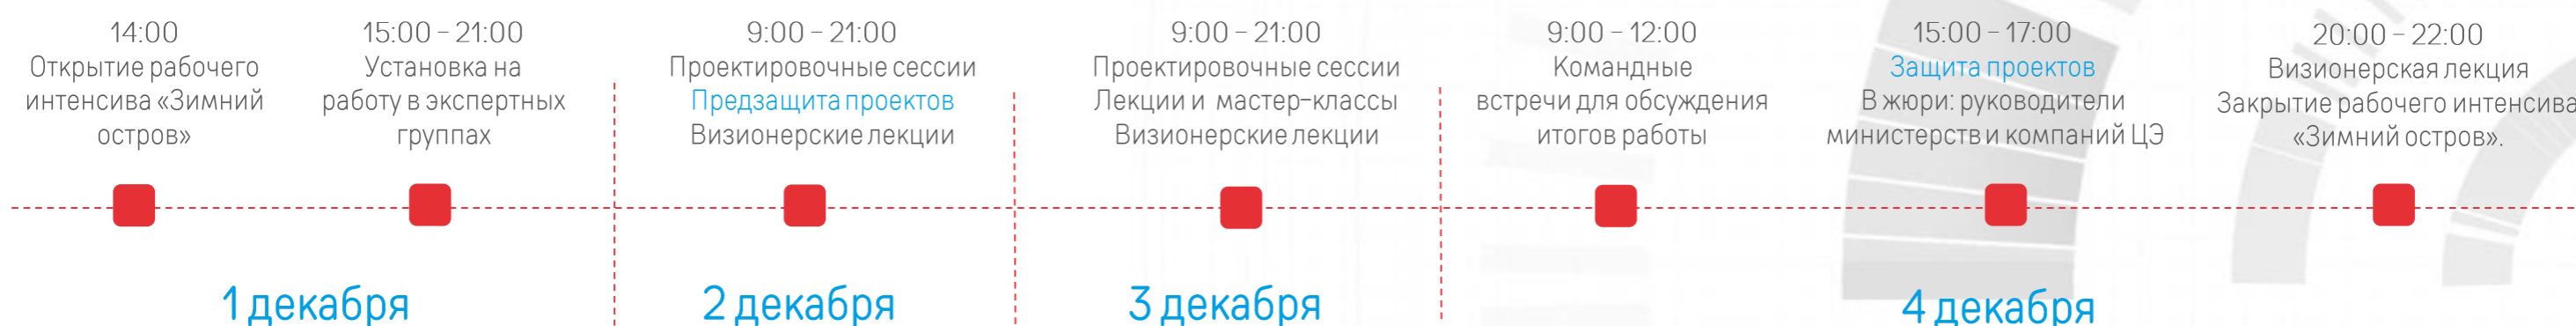 14:00
Открытие рабочего
интенсива «Зимний
остров»
15:00 – 21:00
Установка на
работу в экспертных
группах
9:00 – 21:00
Проектировочные сессии
Предзащита проектов
Визионерские лекции
9:00 – 21:00
Проектировочные сессии
Лекции и мастер-классы
Визионерские лекции
9:00 – 12:00
Командные
встречи для обсуждения
итогов работы
15:00 – 17:00
Защита проектов
В жюри: руководители
министерств и компаний ЦЭ
20:00 – 22:00
Визионерская лекция
Закрытие рабочего интенсива
«Зимний остров».
1 декабря
2 декабря
3 декабря
4 декабря